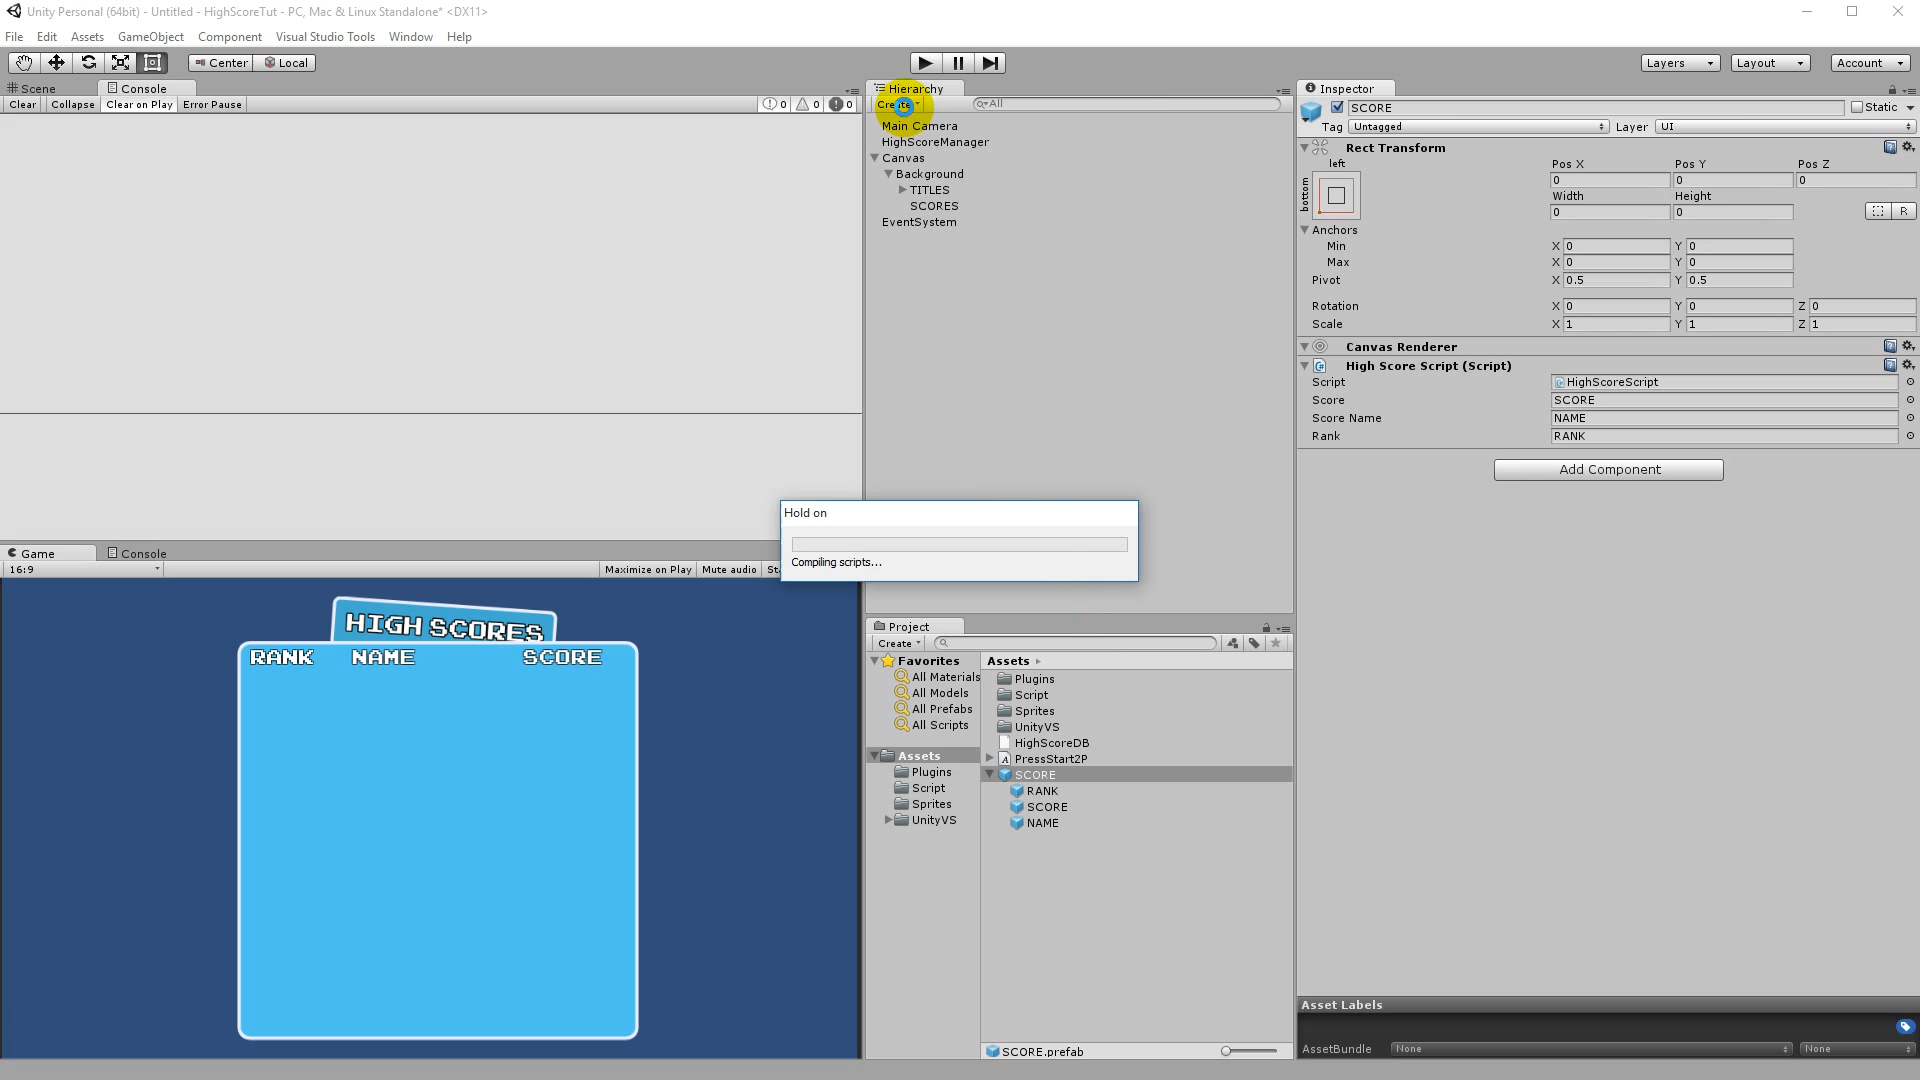 Unity Personal (64bit) - Untitled - HighScoreTut - PC, Mac & Linux Standalone* <DX11>
File Edit Assets GameObject Component Visual Studio Tools Window Help
Center Local Layers Layout Account
Scene Console
Clear Collapse Clear on Play Error Pause 0 0 0
Hierarchy
Create All
Main Camera
HighScoreManager
Canvas
Background
TITLES
SCORES
EventSystem
Inspector
SCORE Static
Tag Untagged Layer UI
Rect Transform
left
bottom
Pos X Pos Y Pos Z
0 0 0
Width Height
0 0
R
Anchors
Min X 0 Y 0
Max X 0 Y 0
Pivot X 0.5 Y 0.5
Rotation X 0 Y 0 Z 0
Scale X 1 Y 1 Z 1
Canvas Renderer
High Score Script (Script)
Script HighScoreScript
Score SCORE
Score Name NAME
Rank RANK
Add Component
Hold on
Compiling scripts...
Game Console
16:9 Maximize on Play Mute audio
HIGH SCORES
RANK NAME SCORE
Project
Create
Favorites
All Materials
All Models
All Prefabs
All Scripts
Assets
Plugins
Script
Sprites
UnityVS
Assets
Plugins
Script
Sprites
UnityVS
HighScoreDB
PressStart2P
SCORE
RANK
SCORE
NAME
SCORE.prefab
Asset Labels
AssetBundle None None